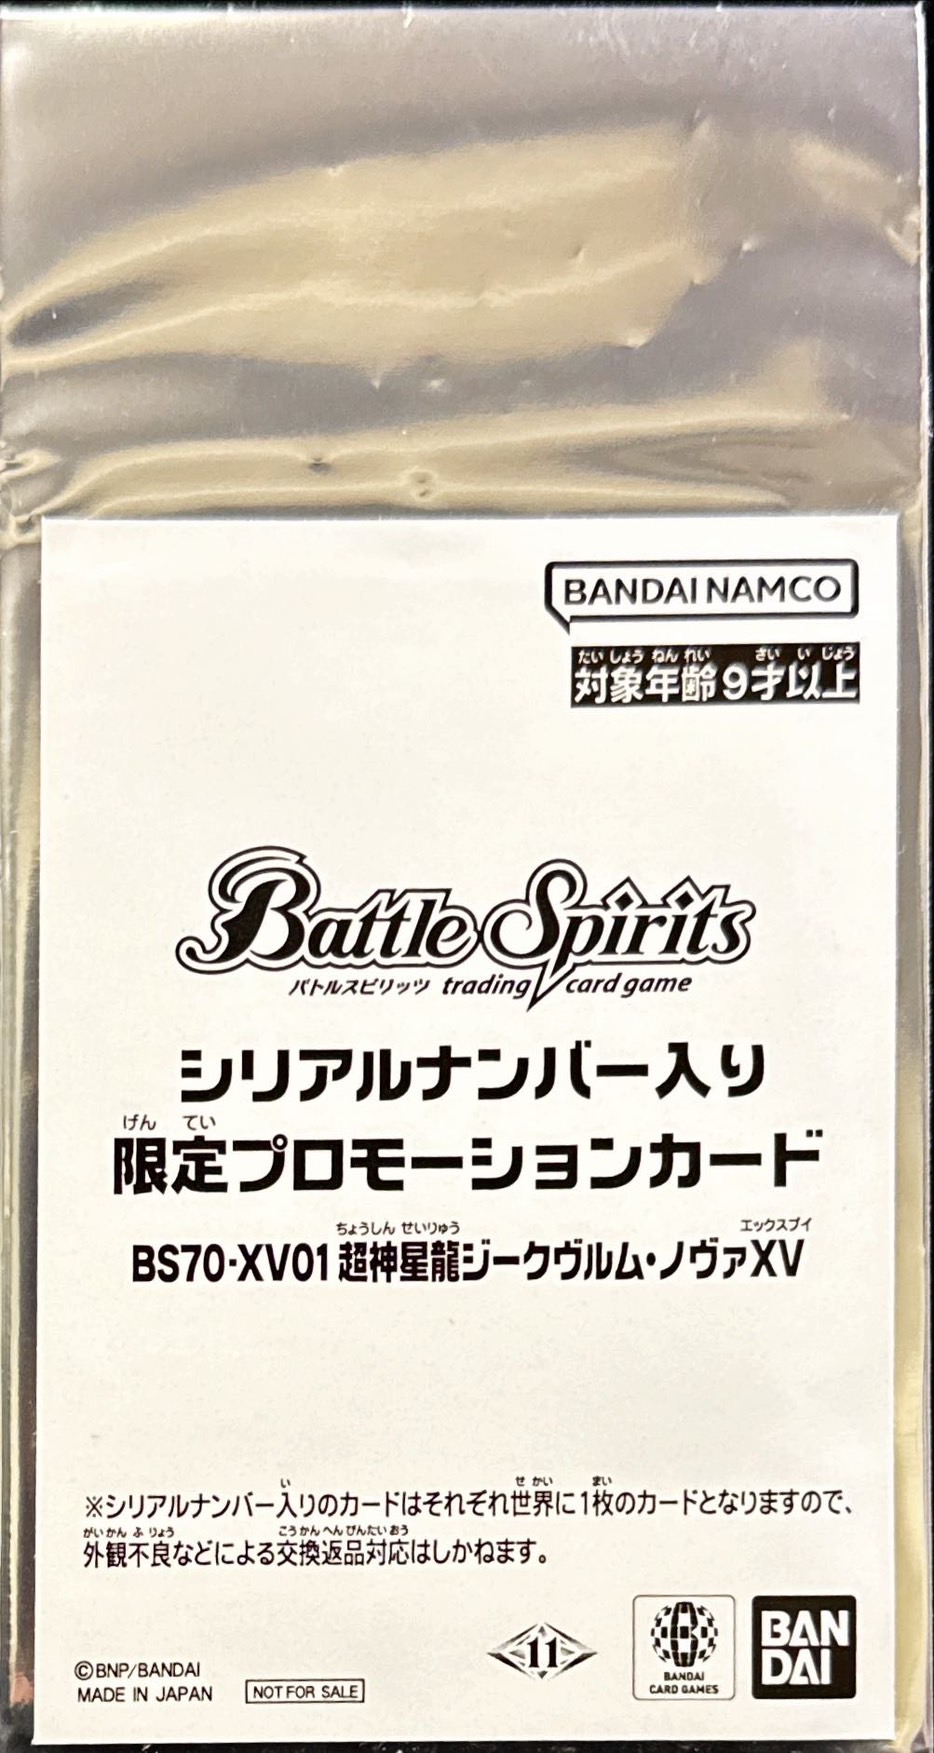 BANDAI NAMCO
たいしょうねんれい さいいじょう
対象年齢9才以上
Battle Spirits
バトルスピリッツ trading card game
シリアルナンバー入り
げんてい
限定プロモーションカード
ちょうしんせいりゅう エックスブイ
BS70-XV01 超神星龍ジークヴルム・ノヴァXV
い せかい まい
※シリアルナンバー入りのカードはそれぞれ世界に1枚のカードとなりますので、
がいかんふりょう こうかんへんぴんたいおう
外観不良などによる交換返品対応はしかねます。
11
BANDAI
CARD GAMES
BAN
DAI
©BNP/BANDAI
MADE IN JAPAN
NOT FOR SALE